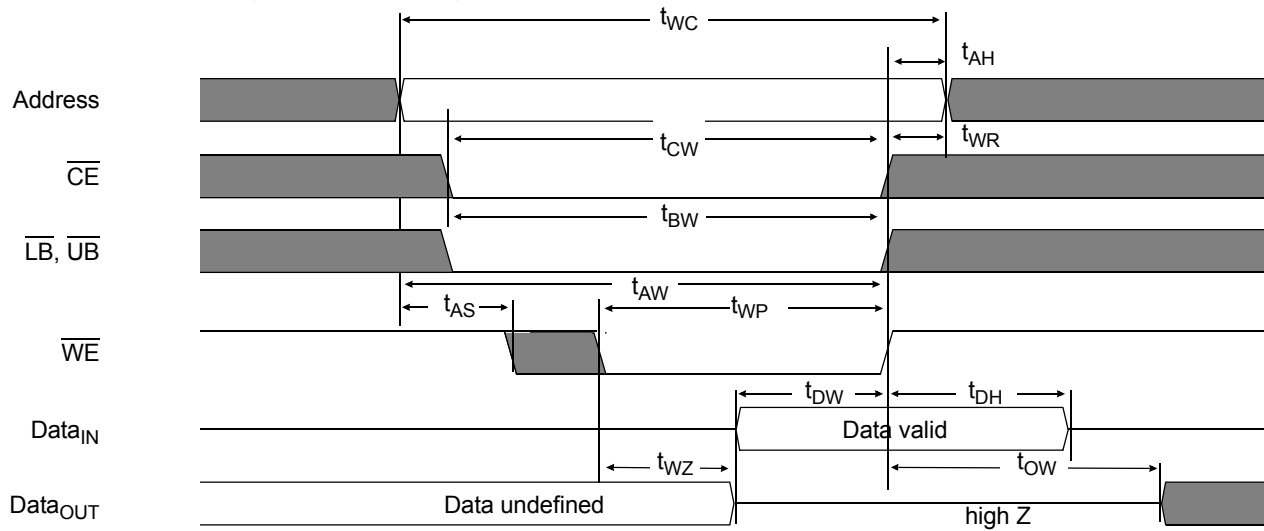 tWC
tAH
Address
tCW
tWR
CE
tBW
LB, UB
tAW
tAS
tWP
WE
tDW
tDH
DataIN
Data valid
tWZ
tOW
DataOUT
Data undefined
high Z